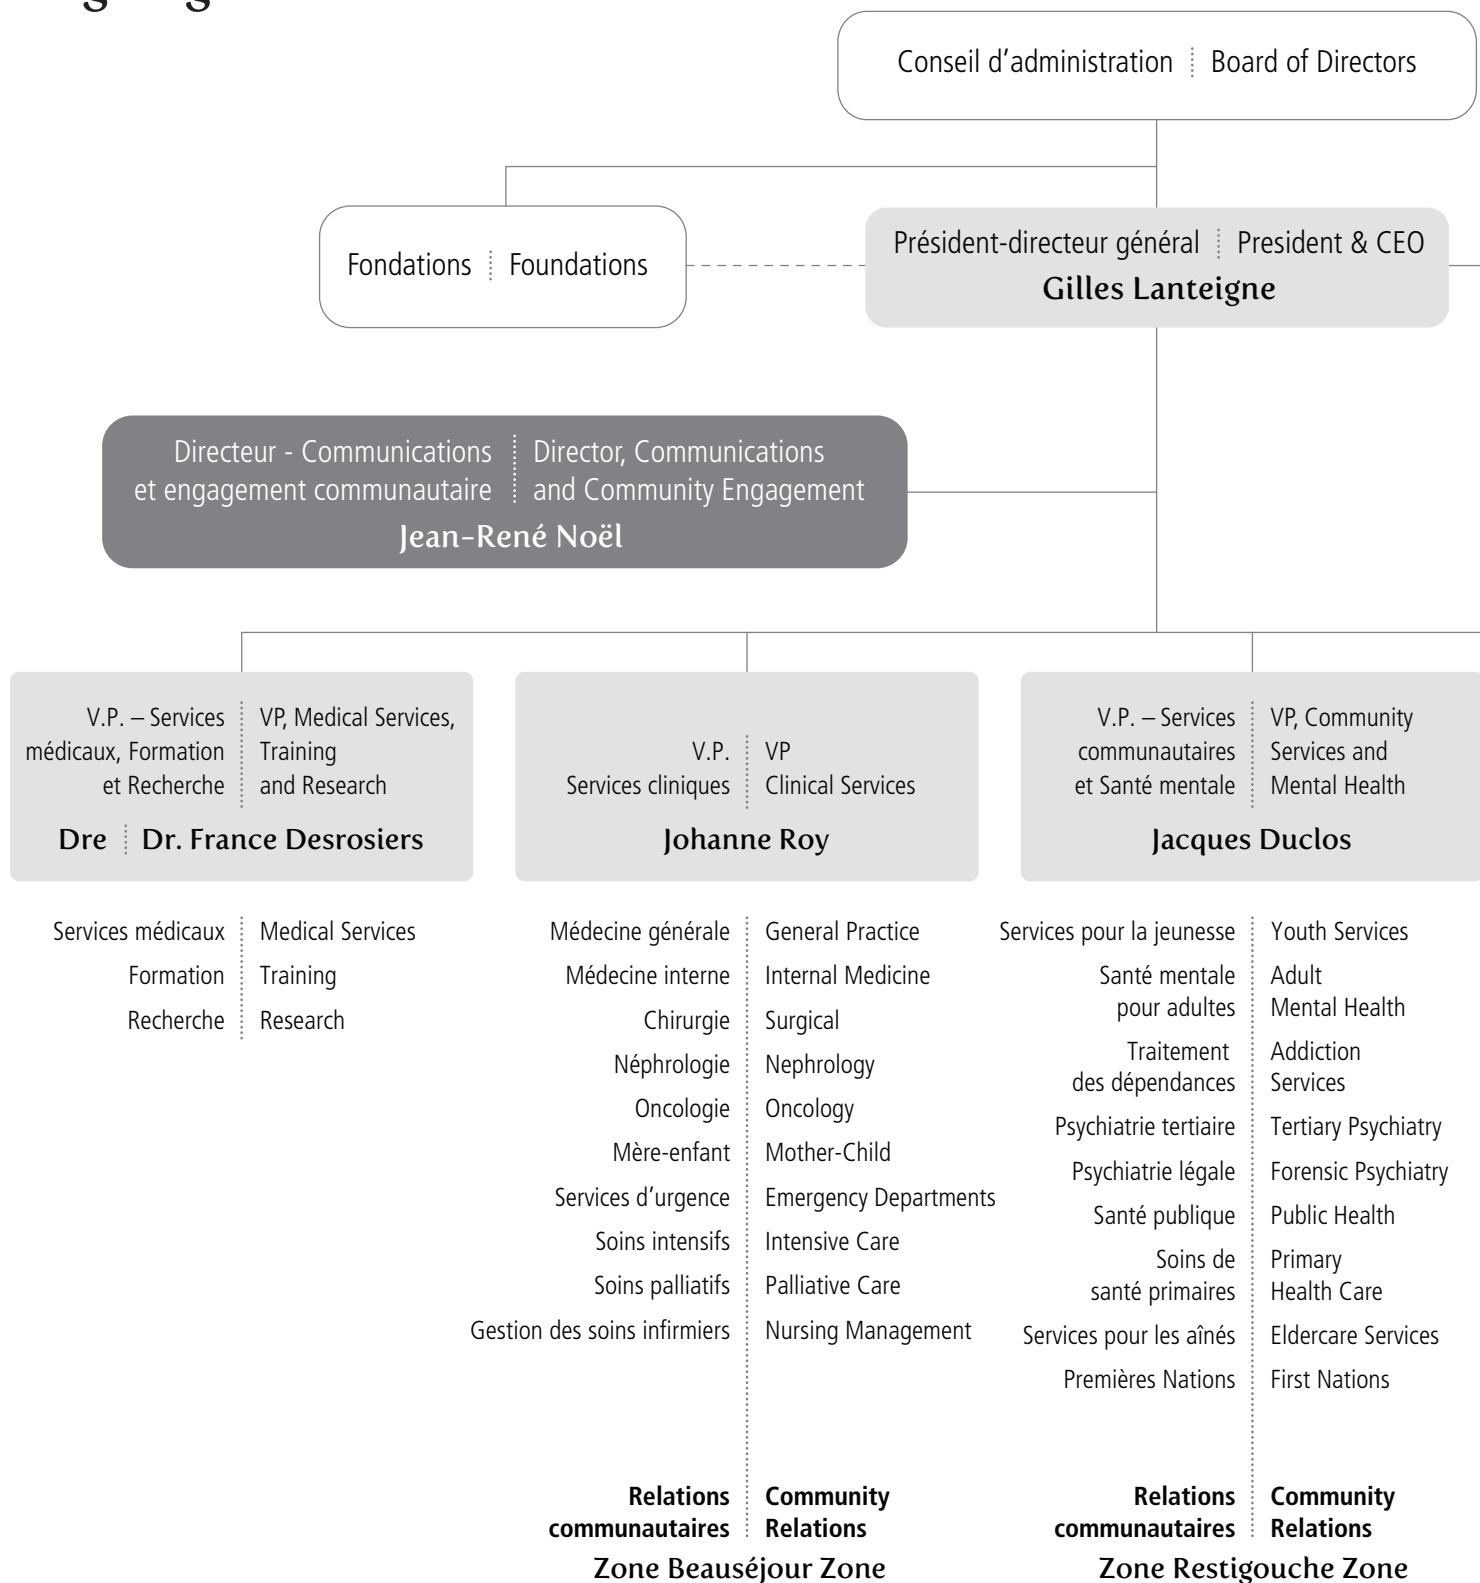 Conseil d'administration Board of Directors
Fondations Foundations
Président-directeur général President & CEO
Gilles Lanteigne
Directeur - Communications Director, Communications
et engagement communautaire and Community Engagement
Jean-René Noël
V.P. – Services VP, Medical Services,
médicaux, Formation Training
et Recherche and Research
Dre Dr. France Desrosiers
Services médicaux Medical Services
Formation Training
Recherche Research
V.P. VP
Services cliniques Clinical Services
Johanne Roy
Médecine générale General Practice
Médecine interne Internal Medicine
Chirurgie Surgical
Néphrologie Nephrology
Oncologie Oncology
Mère-enfant Mother-Child
Services d'urgence Emergency Departments
Soins intensifs Intensive Care
Soins palliatifs Palliative Care
Gestion des soins infirmiers Nursing Management
Relations Community
communautaires Relations
Zone Beauséjour Zone
V.P. – Services VP, Community
communautaires Services and
et Santé mentale Mental Health
Jacques Duclos
Services pour la jeunesse Youth Services
Santé mentale Adult
pour adultes Mental Health
Traitement Addiction
des dépendances Services
Psychiatrie tertiaire Tertiary Psychiatry
Psychiatrie légale Forensic Psychiatry
Santé publique Public Health
Soins de Primary
santé primaires Health Care
Services pour les aînés Eldercare Services
Premières Nations First Nations
Relations Community
communautaires Relations
Zone Restigouche Zone